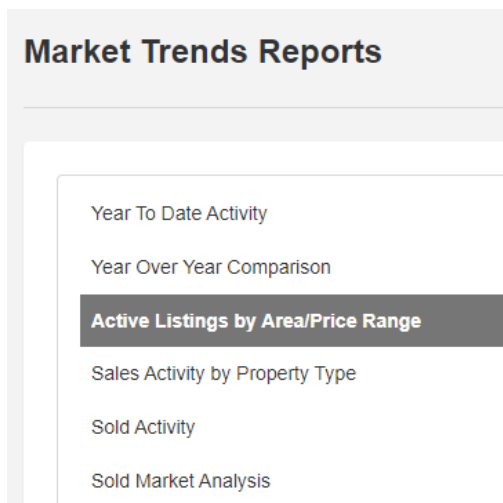 Market Trends Reports
Year To Date Activity
Year Over Year Comparison
Active Listings by Area/Price Range
Sales Activity by Property Type
Sold Activity
Sold Market Analysis